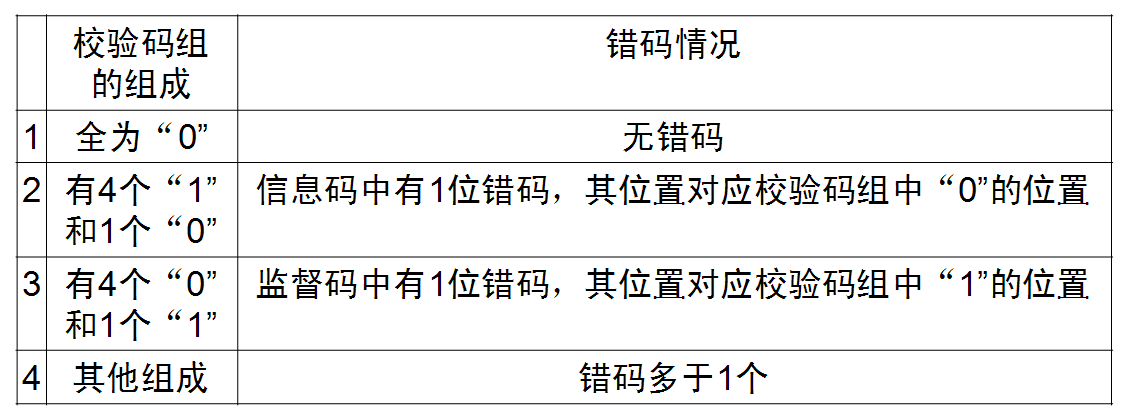 校验码组
的组成
错码情况
1
全为“0”
无错码
2
有4个“1”
和1个“0”
信息码中有1位错码，其位置对应校验码组中“0”的位置
3
有4个“0”
和1个“1”
监督码中有1位错码，其位置对应校验码组中“1”的位置
4
其他组成
错码多于1个